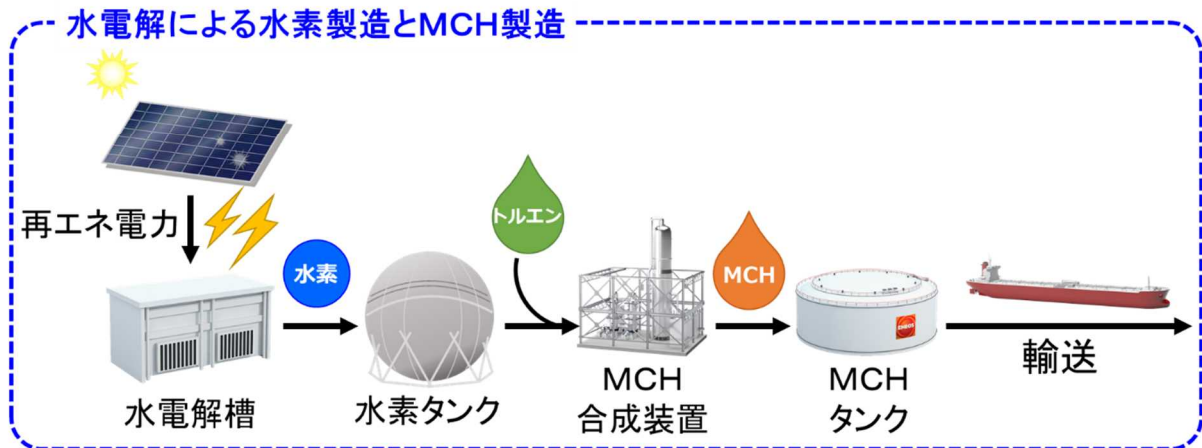 水電解による水素製造とMCH製造
再エネ電力
水素
トルエン
MCH
ENEOS
水電解槽
水素タンク
MCH
合成装置
MCH
タンク
輸送